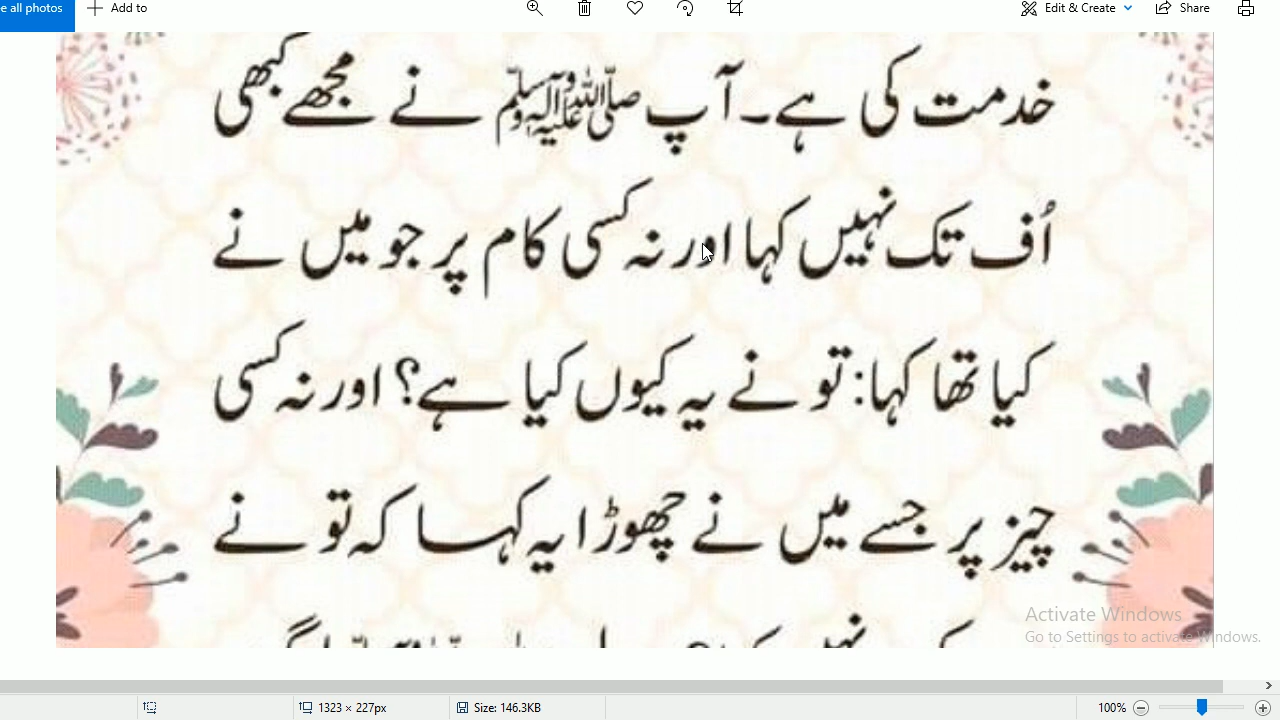 e all photos
Add to
Edit & Create
Share
خدمت کی ہے۔ آپ ﷺ نے مجھے کبھی
اُف تک نہیں کہا اور نہ کسی کام پر جو میں نے
کیا تھا کہا: تو نے یہ کیوں کیا ہے؟ اور نہ کسی
چیز پر جسے میں نے چھوڑا یہ کہا کہ تو نے
Activate Windows
Go to Settings to activate Windows.
1323 × 227px
Size: 46.3KB
100%